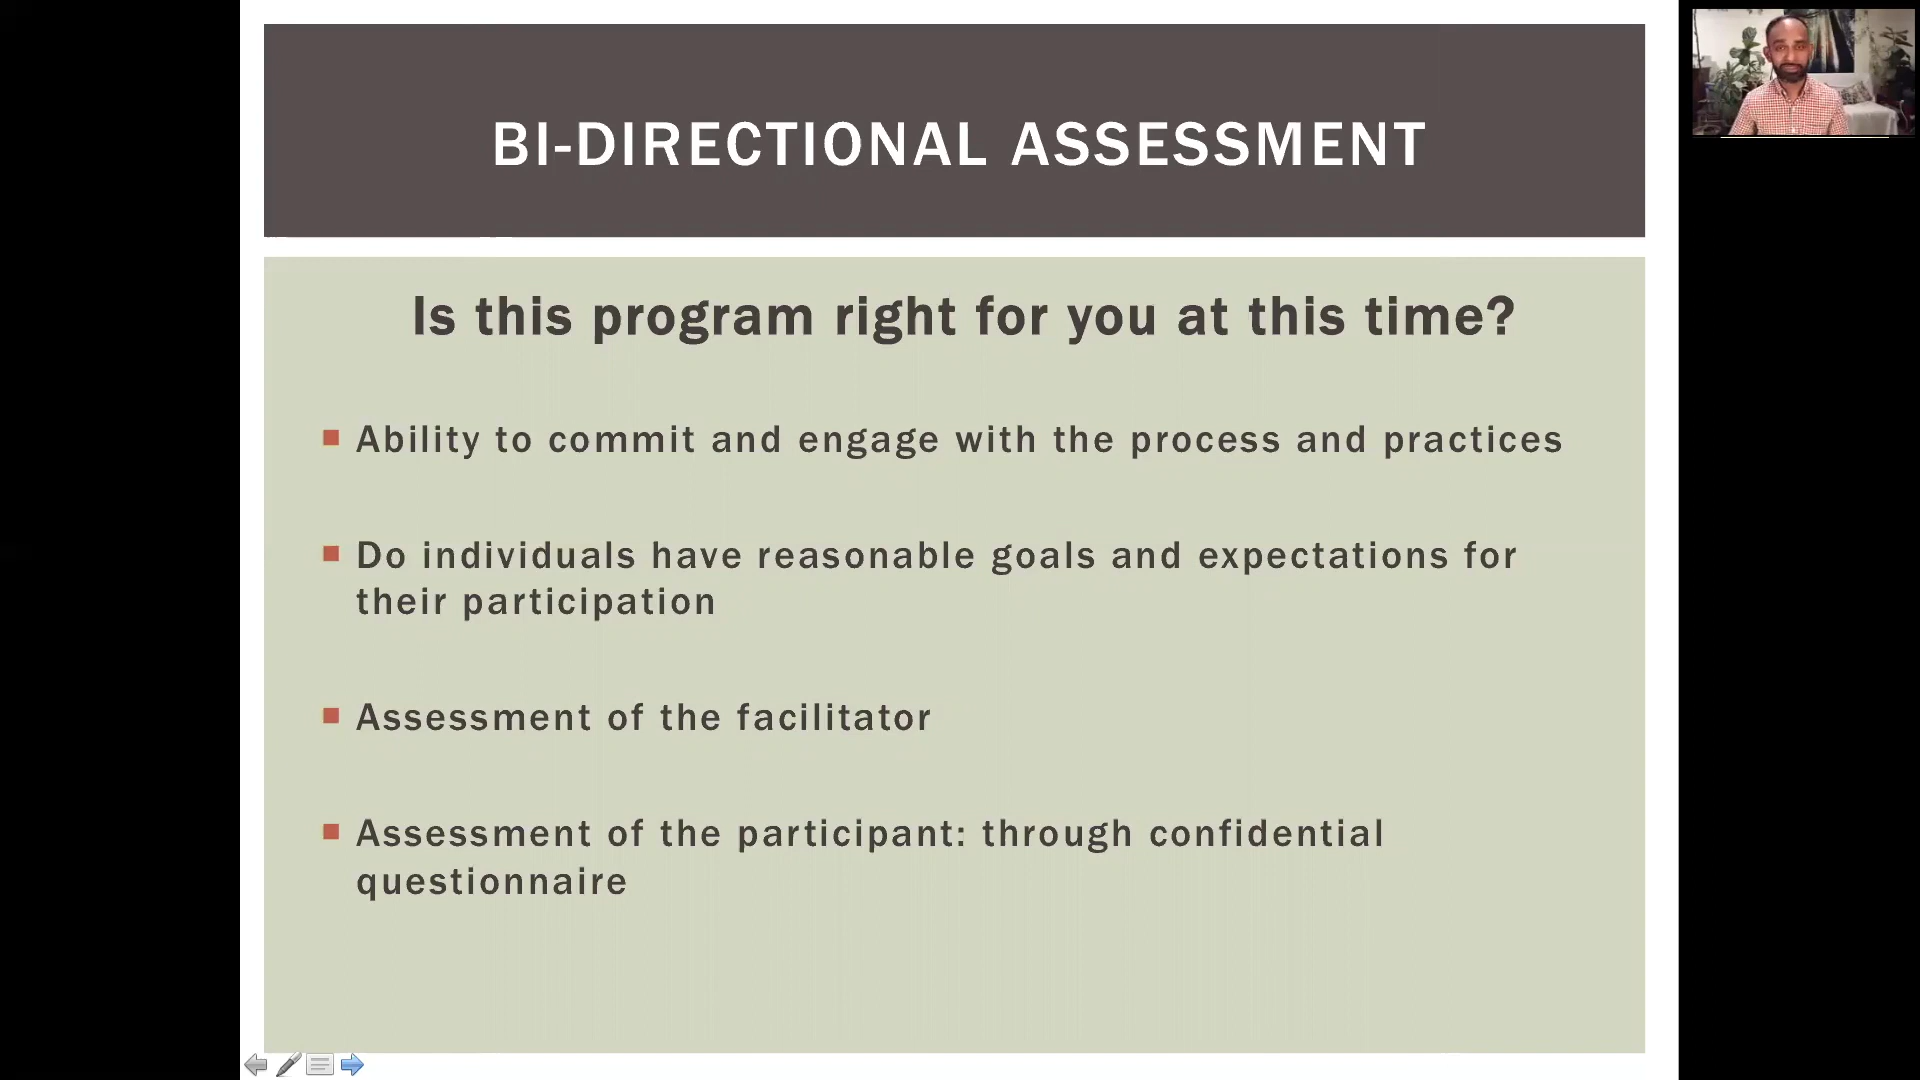 BI-DIRECTIONAL ASSESSMENT
Is this program right for you at this time?
Ability to commit and engage with the process and practices
Do individuals have reasonable goals and expectations for
their participation
Assessment of the facilitator
Assessment of the participant: through confidential
questionnaire